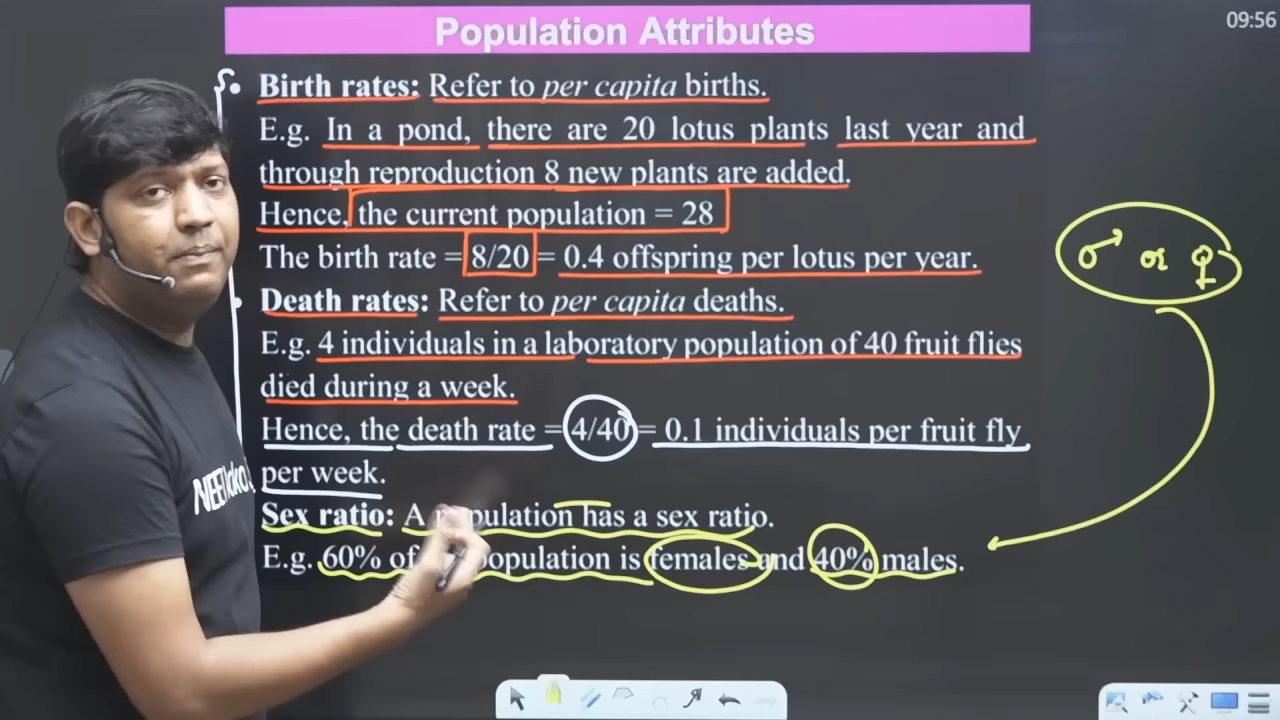 Population Attributes
09:56
• Birth rates: Refer to per capita births.
E.g. In a pond, there are 20 lotus plants last year and
through reproduction 8 new plants are added.
Hence, the current population = 28
The birth rate = 8/20 = 0.4 offspring per lotus per year.
• Death rates: Refer to per capita deaths.
E.g. 4 individuals in a laboratory population of 40 fruit flies
died during a week.
Hence, the death rate = 4/40 = 0.1 individuals per fruit fly
per week.
Sex ratio: A population has a sex ratio.
E.g. 60% of population is females and 40% males.
♂ or ♀
NEET